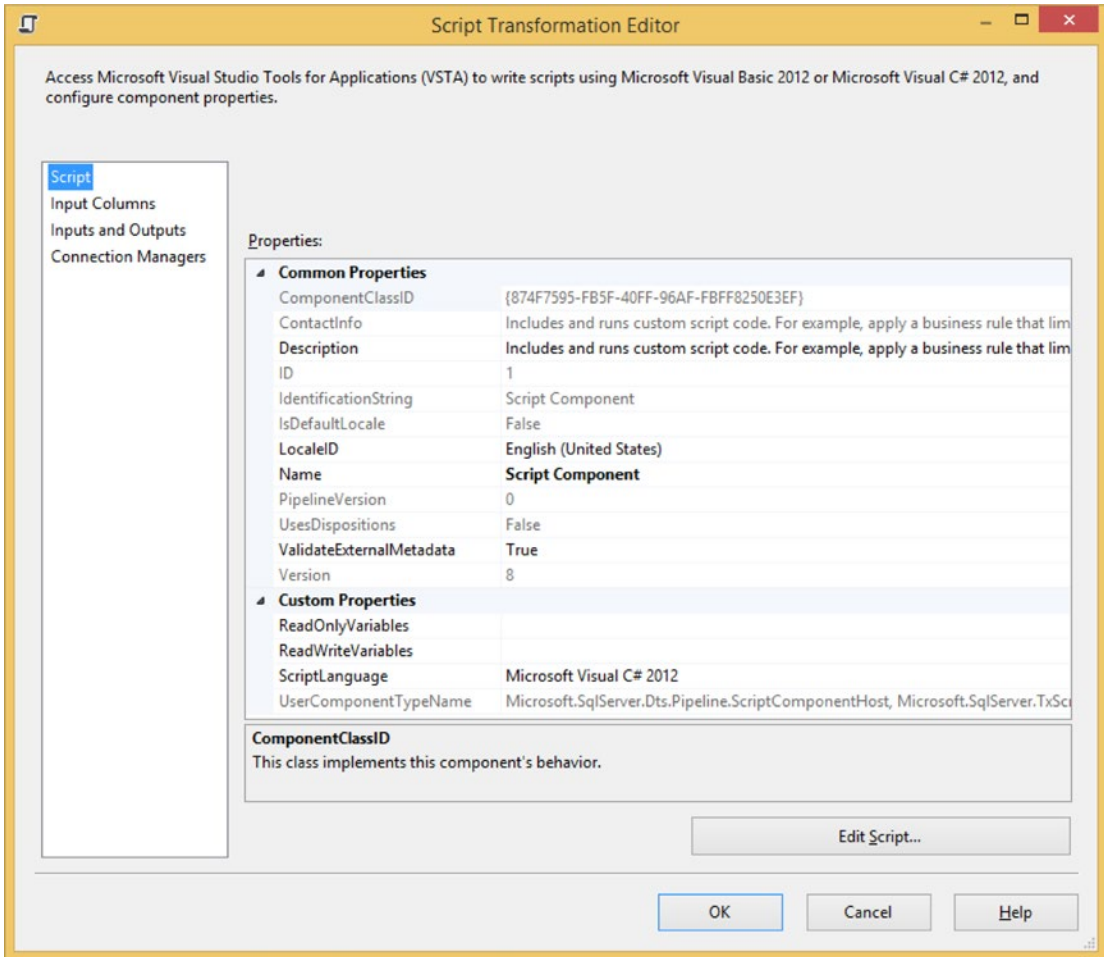 Script Transformation Editor
Access Microsoft Visual Studio Tools for Applications (VSTA) to write scripts using Microsoft Visual Basic 2012 or Microsoft Visual C# 2012, and
configure component properties.
Script
Input Columns
Inputs and Outputs
Connection Managers
Properties:
Common Properties
ComponentClassID {874F7595-FB5F-40FF-96AF-FBFF8250E3EF}
ContactInfo Includes and runs custom script code. For example, apply a business rule that lim
Description Includes and runs custom script code. For example, apply a business rule that lim
ID 1
IdentificationString Script Component
IsDefaultLocale False
LocaleID English (United States)
Name Script Component
PipelineVersion 0
UsesDispositions False
ValidateExternalMetadata True
Version 8
Custom Properties
ReadOnlyVariables
ReadWriteVariables
ScriptLanguage Microsoft Visual C# 2012
UserComponentTypeName Microsoft.SqlServer.Dts.Pipeline.ScriptComponentHost, Microsoft.SqlServer.TxScri
ComponentClassID
This class implements this component's behavior.
Edit Script...
OK
Cancel
Help